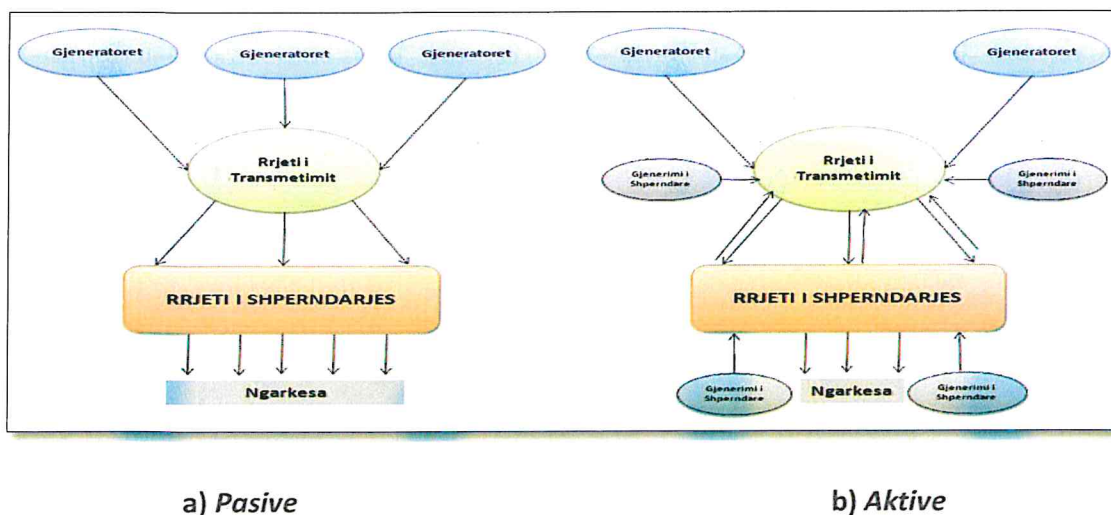 Gjeneratoret
Gjeneratoret
Gjeneratoret
Rrjeti i
Transmetimit
RRJETI I SHPERNDARJES
Ngarkesa
a) Pasive
Gjeneratoret
Gjeneratoret
Gjenerimi i
Shperndare
Rrjeti i
Transmetimit
Gjenerimi i
Shperndare
RRJETI I SHPERNDARJES
Gjenerimi i
Shperndare
Ngarkesa
Gjenerimi i
Shperndare
b) Aktive